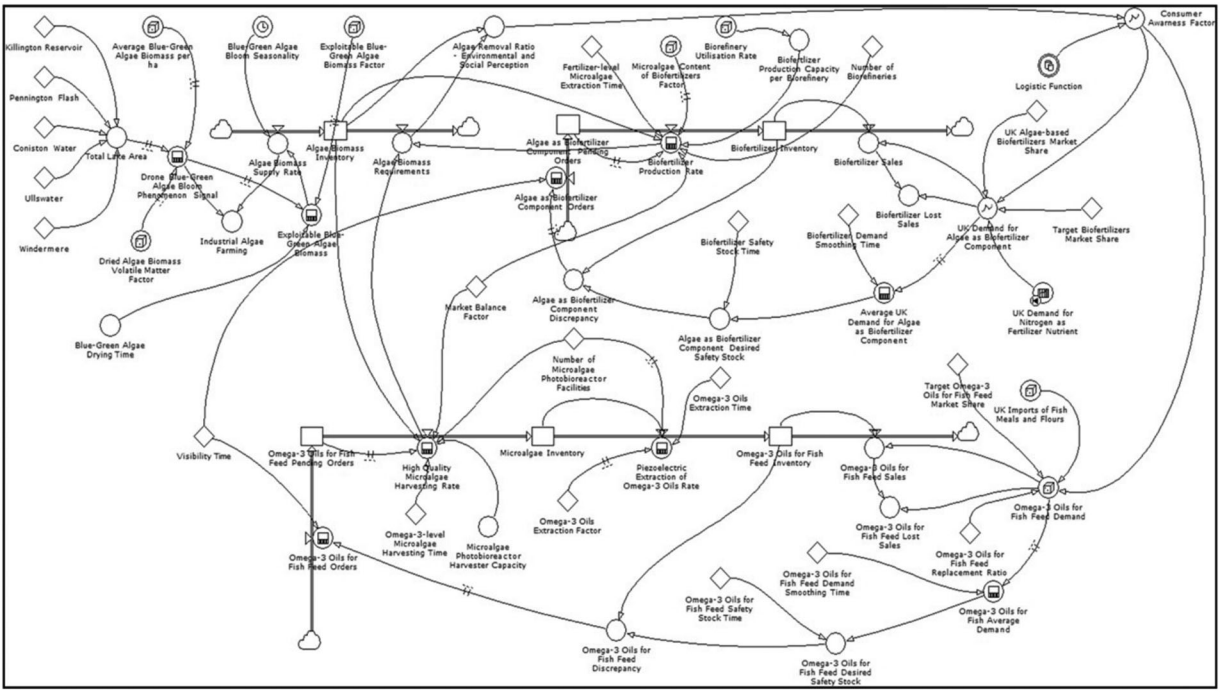 Killington Reservoir
Pennington Flash
Coniston Water
Ullswater
Windermere
Total Lake Area
Average Blue-Green
Algae Biomass per
ha
Drone Blue-Green
Algae Bloom
Phenomenon Signal
Dried Algae Biomass
Volatile Matter
Factor
Blue-Green Algae
Bloom Seasonality
Exploitable Blue-
Green Algae
Biomass Factor
Algae Biomass
Supply Rate
Industrial Algae
Farming
Exploitable Blue-
Green Algae
Biomass
Algae Biomass
Inventory
Algae Biomass
Requirements
Algae Removal Ratio
- Environmental and
Social Perception
Blue-Green Algae
Drying Time
Fertilizer-level
Microalgae
Extraction Time
Microalgae Content
of Biofertilizers
Factor
Biorefinery
Utilisation Rate
Biofertlizer
Production Capacity
per Biorefinery
Number of
Biorefineries
Algae as Biofertilizer
Component Pending
Orders
Biofertilizer
Production Rate
Biofertlizer Inventory
Biofertilizer Sales
Biofertlizer Lost
Sales
Algae as Biofertilizer
Component Orders
Consumer
Awarness Factor
Logistic Function
UK Algae-based
Biofertilizers Market
Share
UK Demand for
Algae as Biofertilizer
Component
Target Biofertilizers
Market Share
UK Demand for
Nitrogen as
Fertilizer Nutrient
Biofertlizer Safety
Stock Time
Biofertilizer Demand
Smoothing Time
Average UK
Demand for Algae
as Biofertilizer
Component
Algae as Biofertilizer
Component Desired
Safety Stock
Algae as Biofertlizer
Component
Discrepancy
Market Balance
Factor
Number of
Microalgae
Photobioreactor
Facilities
Omega-3 Oils
Extraction Time
Visibility Time
Omega-3 Oils for Fish
Feed Pending Orders
High Quality
Microalgae
Harvesting Rate
Microalgae Inventory
Piezoelectric
Extraction of
Omega-3 Oils Rate
Omega-3 Oils for Fish
Feed Inventory
Omega-3 Oils
for Fish Feed Sales
Omega-3 Oils for
Fish Feed Lost
Sales
Target Omega-3
Oils for Fish Feed
Market Share
UK Imports of Fish
Meals and Flours
Omega-3 Oils for
Fish Feed Demand
Omega-3 Oils for
Fish Feed
Replacement Ratio
Omega-3 Oils for
Fish Feed Orders
Omega-3-level
Microalgae
Harvesting Time
Microalgae
Photobioreactor
Harvester Capacity
Omega-3 Oils
Extraction Factor
Omega-3 Oils for
Fish Feed Demand
Smoothing Time
Omega-3 Oils for
Fish Feed Safety
Stock Time
Omega-3 Oils for
Fish Average
Demand
Omega-3 Oils for
Fish Feed
Discrepancy
Omega-3 Oils for
Fish Feed Desired
Safety Stock